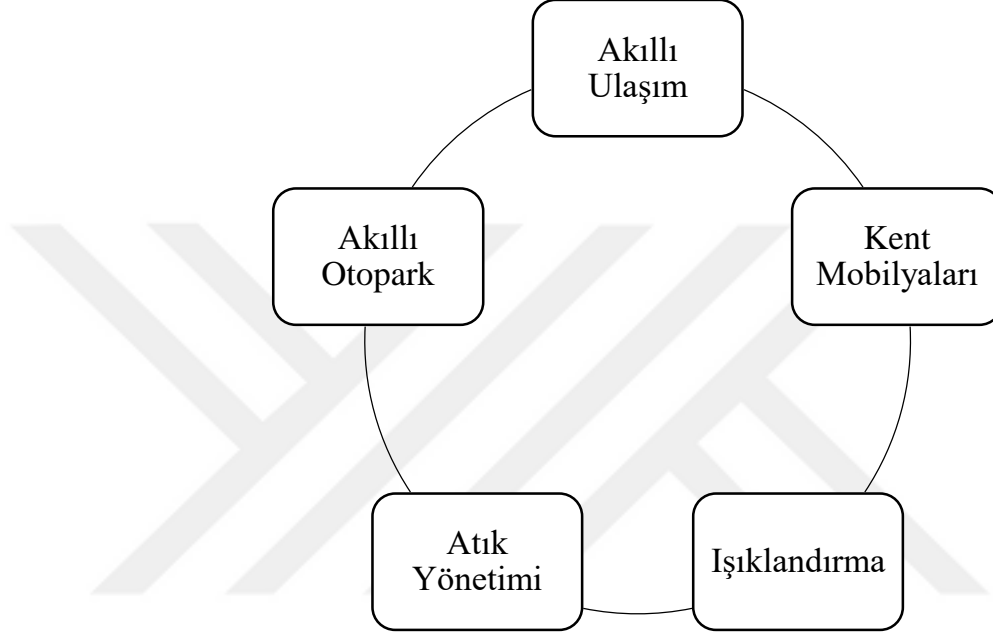 Akıllı
Ulaşım
Kent
Mobilyaları
Işıklandırma
Atık
Yönetimi
Akıllı
Otopark